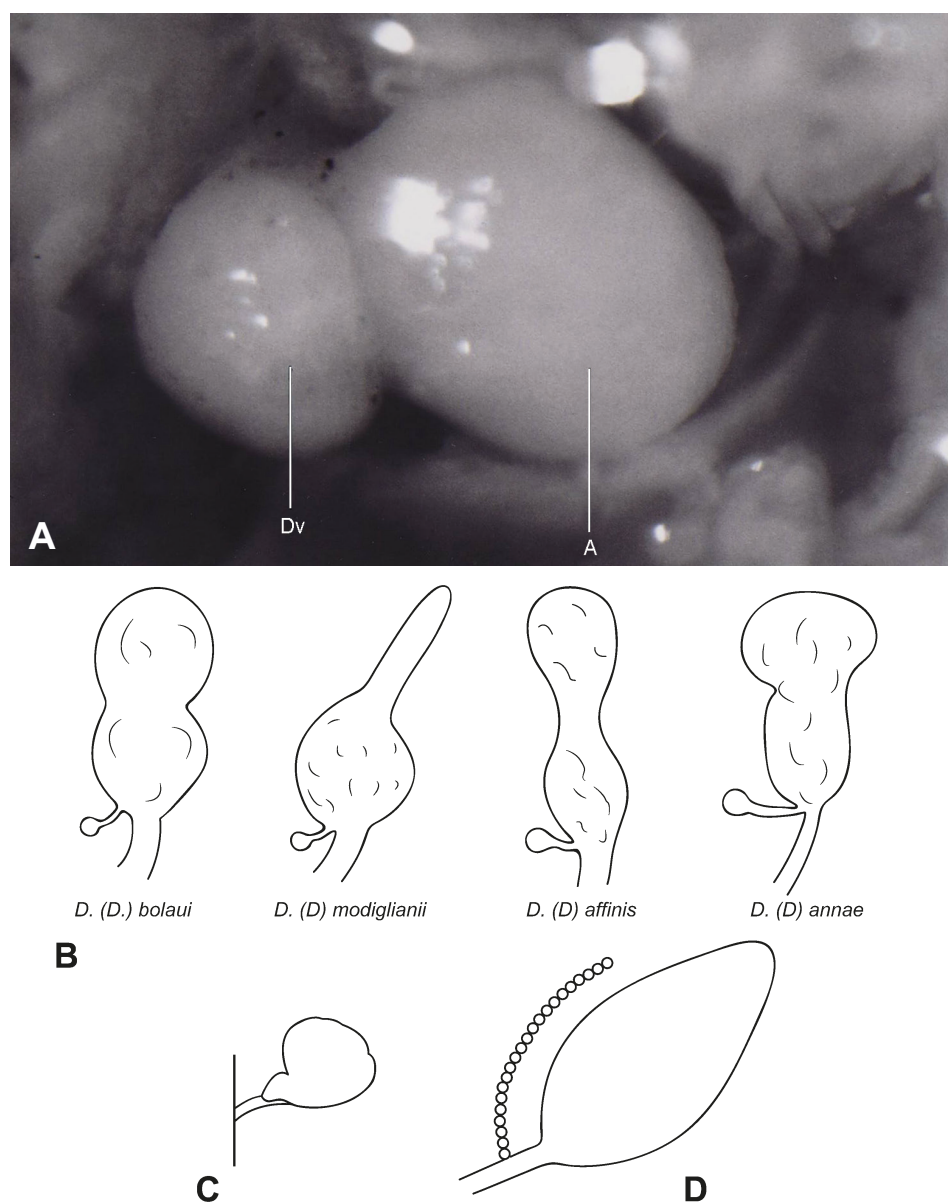 Dv
A
A
D. (D.) bolaui
D. (D) modiglianii
D. (D) affinis
D. (D) annae
B
C
D